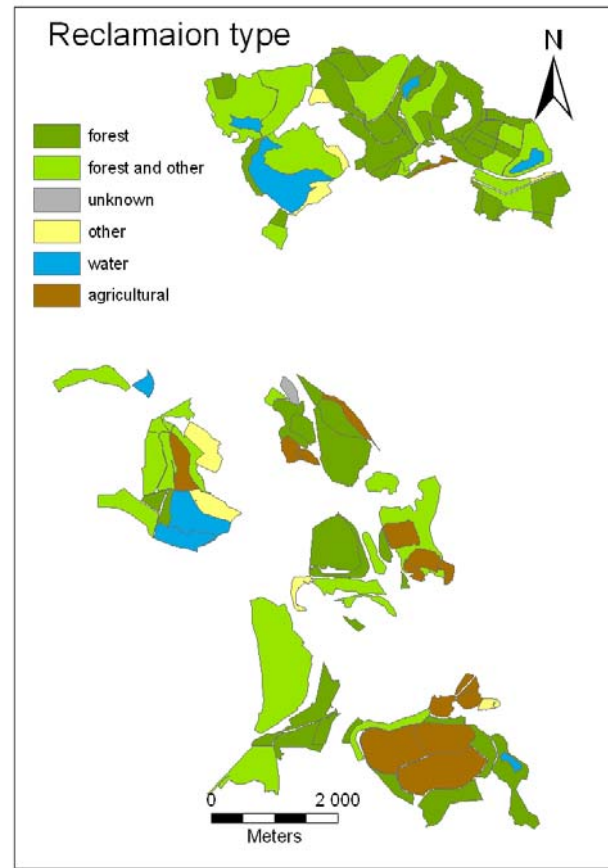 Reclamaion type
N
forest
forest and other
unknown
other
water
agricultural
0 2 000
Meters